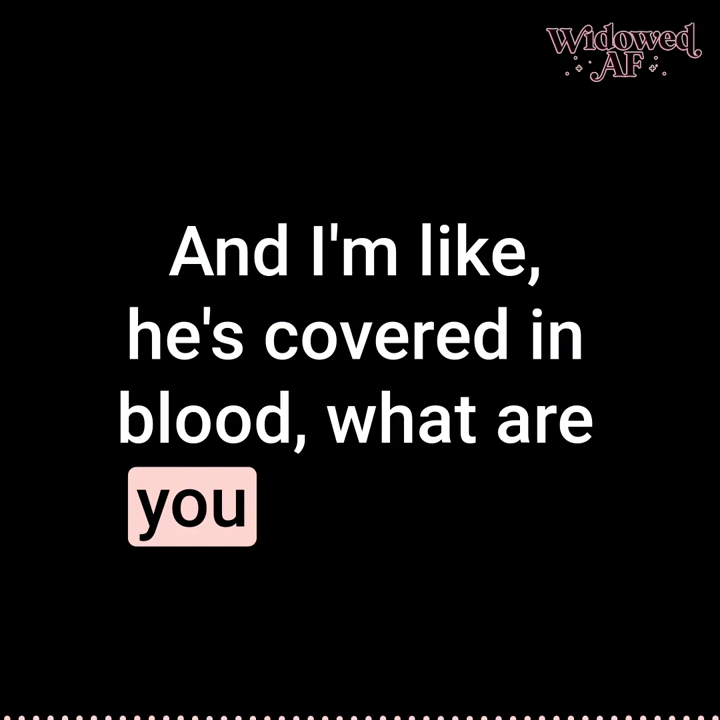 Widowed
AF
And I'm like,
he's covered in
blood, what are
you